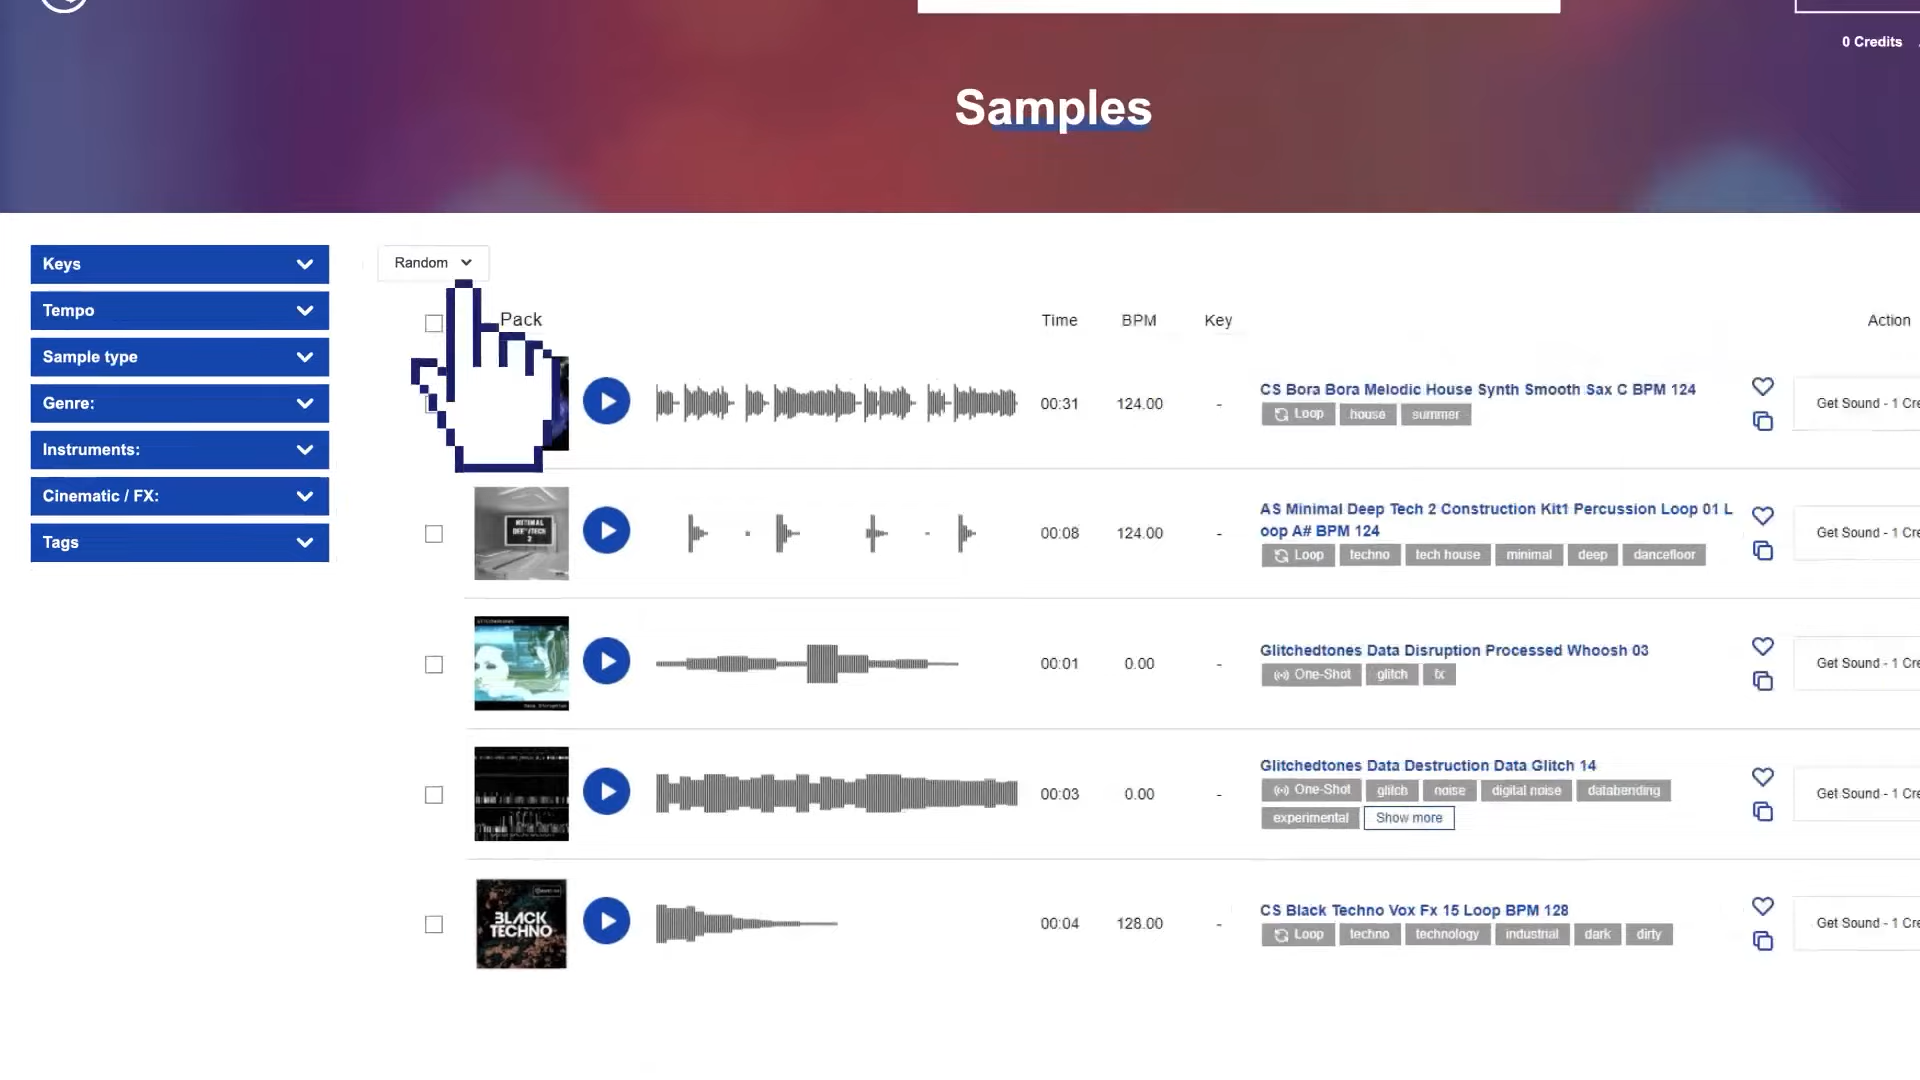 0 Credits
Samples
Keys
Tempo
Sample type
Genre:
Instruments:
Cinematic / FX:
Tags
Random
Pack
Time
BPM
Key
Action
00:31
124.00
-
CS Bora Bora Melodic House Synth Smooth Sax C BPM 124
Loop
house
summer
Get Sound - 1 Cre
MINIMAL
DEEP TECH
2
00:08
124.00
-
AS Minimal Deep Tech 2 Construction Kit1 Percussion Loop 01 L
oop A# BPM 124
Loop
techno
tech house
minimal
deep
dancefloor
Get Sound - 1 Cre
00:01
0.00
-
Glitchedtones Data Disruption Processed Whoosh 03
One-Shot
glitch
fx
Get Sound - 1 Cre
00:03
0.00
-
Glitchedtones Data Destruction Data Glitch 14
One-Shot
glitch
noise
digital noise
databending
experimental
Show more
Get Sound - 1 Cre
BLACK
TECHNO
00:04
128.00
-
CS Black Techno Vox Fx 15 Loop BPM 128
Loop
techno
technology
industrial
dark
dirty
Get Sound - 1 Cre